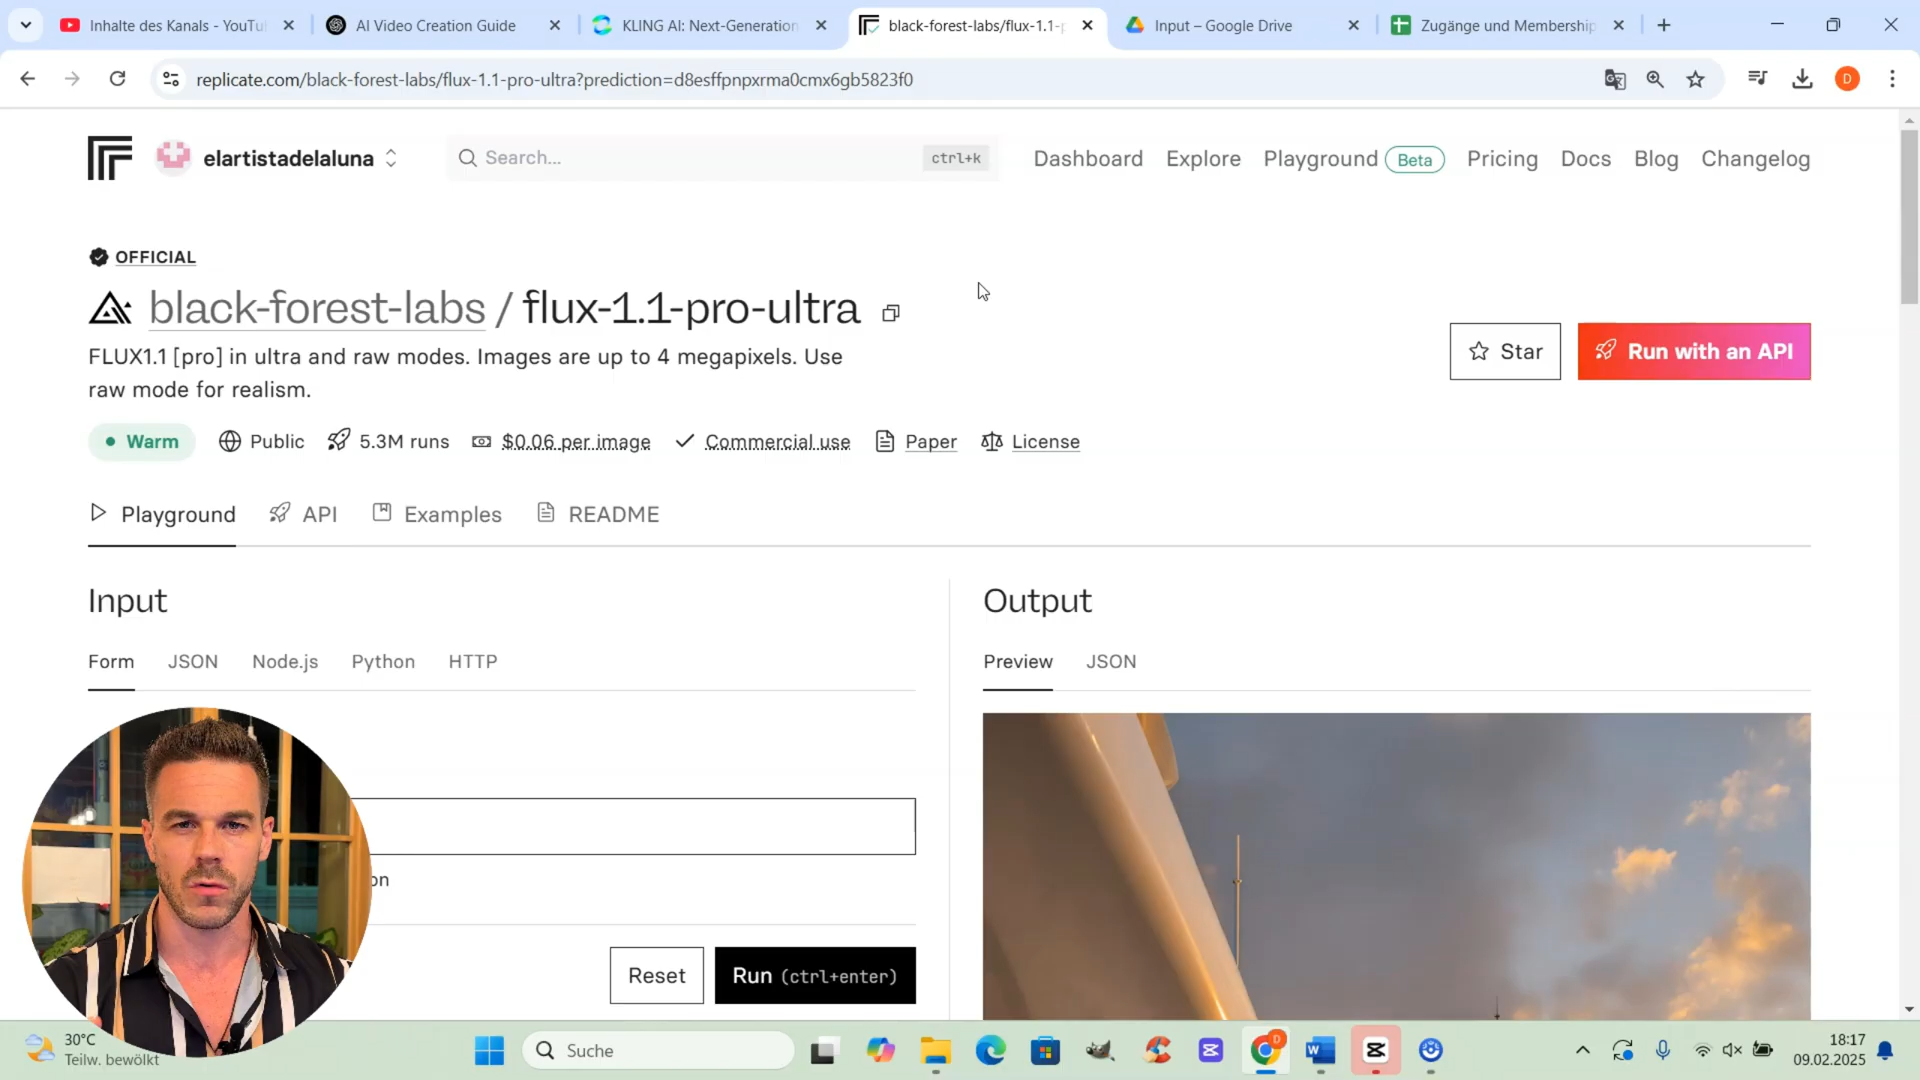 Inhalte des Kanals - YouTu
AI Video Creation Guide
KLING AI: Next-Generation
black-forest-labs/flux-1.1-p
Input – Google Drive
Zugänge und Membership
replicate.com/black-forest-labs/flux-1.1-pro-ultra?prediction=d8esffpnpxrma0cmx6gb5823f0
D
elartistadelaluna
Search...
ctrl+k
Dashboard
Explore
Playground
Beta
Pricing
Docs
Blog
Changelog
OFFICIAL
black-forest-labs / flux-1.1-pro-ultra
FLUX1.1 [pro] in ultra and raw modes. Images are up to 4 megapixels. Use
raw mode for realism.
Star
Run with an API
Warm
Public
5.3M runs
$0.06 per image
Commercial use
Paper
License
Playground
API
Examples
README
Input
Output
Form
JSON
Node.js
Python
HTTP
Preview
JSON
on
Reset
Run (ctrl+enter)
30°C
Teilw. bewölkt
Suche
D
18:17
09.02.2025